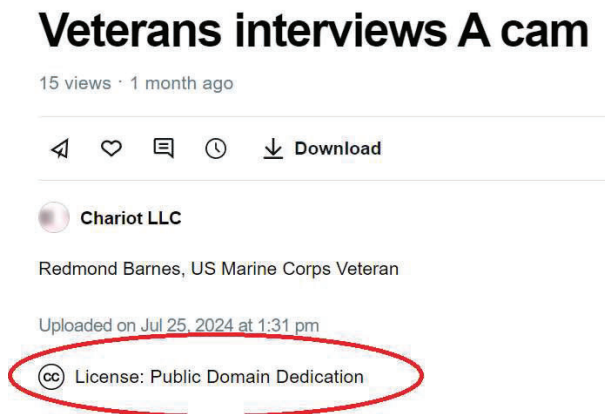 Veterans interviews A cam
15 views · 1 month ago
Download
Chariot LLC
Redmond Barnes, US Marine Corps Veteran
Uploaded on Jul 25, 2024 at 1:31 pm
cc License: Public Domain Dedication